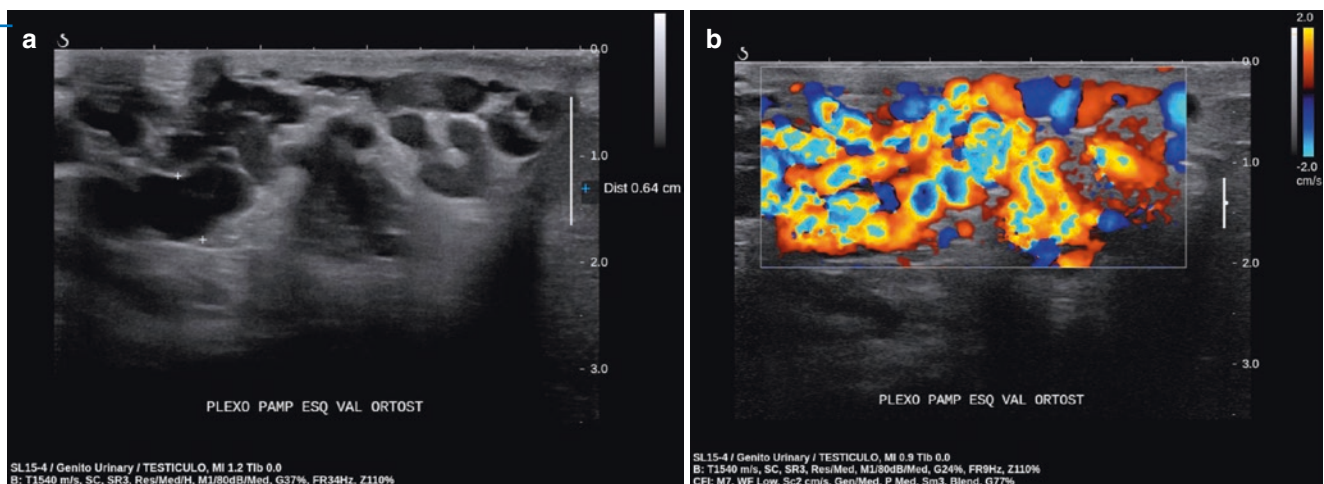 a
0.0
1.0
Dist 0.64 cm
2.0
3.0
PLEXO PAMP ESQ VAL ORTOST
SL15-4 / Genito Urinary / TESTICULO, MI 1.2 TIb 0.0
B: T1540 m/s, SC, SR3, Res/Med/H, M1/80dB/Med, G37%, FR34Hz, Z110%
b
2.0
-2.0
cm/s
0.0
1.0
2.0
3.0
PLEXO PAMP ESQ VAL ORTOST
SL15-4 / Genito Urinary / TESTICULO, MI 0.9 TIb 0.0
B: T1540 m/s, SC, SR3, Res/Med, M1/80dB/Med, G24%, FR9Hz, Z110%
CFI: M7, WF Low, Sc2 cm/s, Gen/Med, P Med, Sm3, Blend, G77%